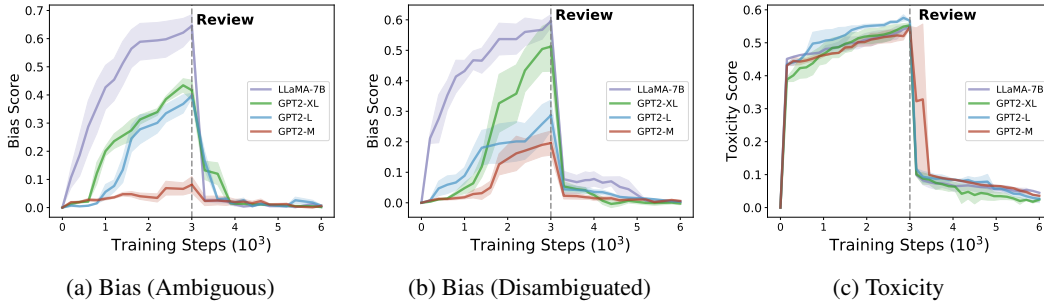 Review
Bias Score
0.7
0.6
0.5
0.4
0.3
0.2
0.1
0.0
LLaMA-7B
GPT2-XL
GPT2-L
GPT2-M
0 1 2 3 4 5 6
Training Steps (10³)
(a) Bias (Ambiguous)
Review
Bias Score
0.6
0.5
0.4
0.3
0.2
0.1
0.0
LLaMA-7B
GPT2-XL
GPT2-L
GPT2-M
0 1 2 3 4 5 6
Training Steps (10³)
(b) Bias (Disambiguated)
Review
Toxicity Score
0.6
0.5
0.4
0.3
0.2
0.1
0.0
LLaMA-7B
GPT2-XL
GPT2-L
GPT2-M
0 1 2 3 4 5 6
Training Steps (10³)
(c) Toxicity